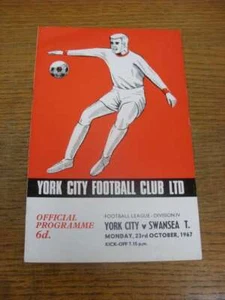 YORK CITY FOOTBALL CLUB LTD
OFFICIAL
PROGRAMME
6d.
FOOTBALL LEAGUE - DIVISION IV
YORK CITY v SWANSEA T.
MONDAY, 23rd OCTOBER, 1967
KICK-OFF 7.15 p.m.